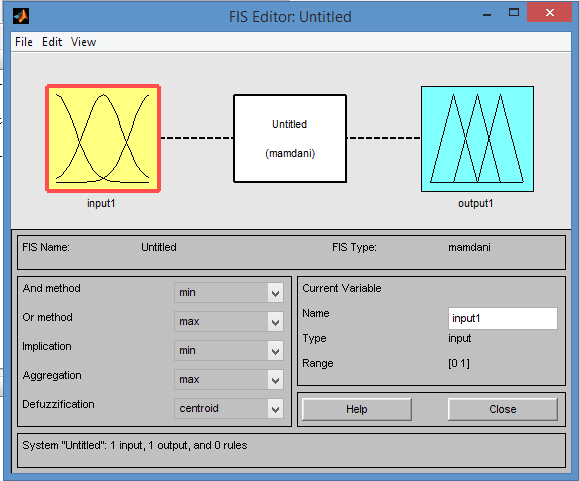 FIS Editor: Untitled
File Edit View
Untitled
(mamdani)
input1
output1
FIS Name: Untitled FIS Type: mamdani
And method min
Or method max
Implication min
Aggregation max
Defuzzification centroid
Current Variable
Name input1
Type input
Range [0 1]
Help Close
System "Untitled": 1 input, 1 output, and 0 rules